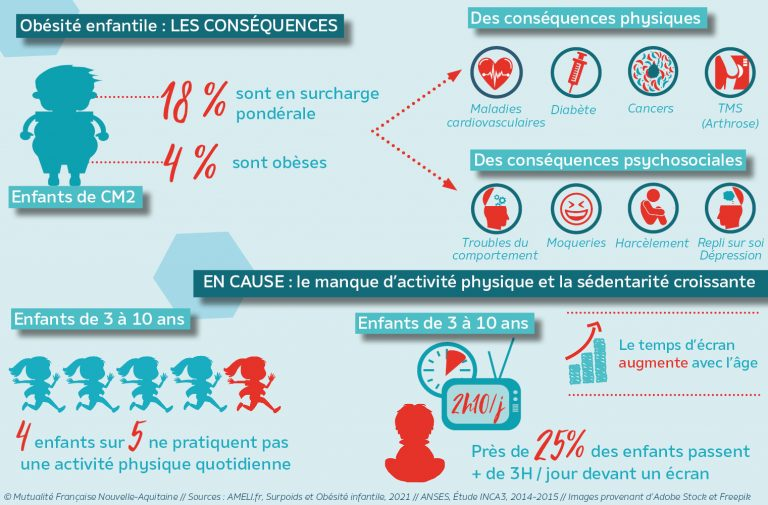 Obésité enfantile : LES CONSÉQUENCES
18 % sont en surcharge
pondérale
4 % sont obèses
Enfants de CM2
Des conséquences physiques
Maladies
cardiovasculaires
Diabète
Cancers
TMS
(Arthrose)
Des conséquences psychosociales
Troubles du
comportement
Moqueries
Harcèlement
Repli sur soi
Dépression
EN CAUSE : le manque d'activité physique et la sédentarité croissante
Enfants de 3 à 10 ans
4 enfants sur 5 ne pratiquent pas
une activité physique quotidienne
Enfants de 3 à 10 ans
2h10/j
Le temps d'écran
augmente avec l'âge
Près de 25% des enfants passent
+ de 3H / jour devant un écran
© Mutualité Française Nouvelle-Aquitaine // Sources : AMELI.fr, Surpoids et Obésité infantile, 2021 // ANSES, Étude INCA3, 2014-2015 // Images provenant d'Adobe Stock et Freepik